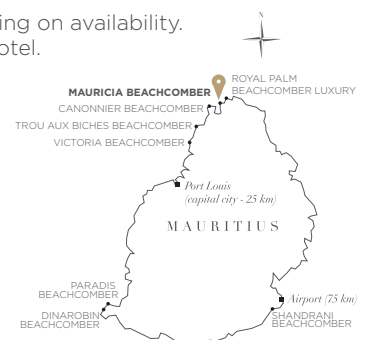 ing on availability.
otel.
N
ROYAL PALM
BEACHCOMBER LUXURY
MAURICIA BEACHCOMBER
CANONNIER BEACHCOMBER
TROU AUX BICHES BEACHCOMBER
VICTORIA BEACHCOMBER
Port Louis
(capital city - 25 km)
MAURITIUS
PARADIS
BEACHCOMBER
DINAROBIN
BEACHCOMBER
Airport (75 km)
SHANDRANI
BEACHCOMBER